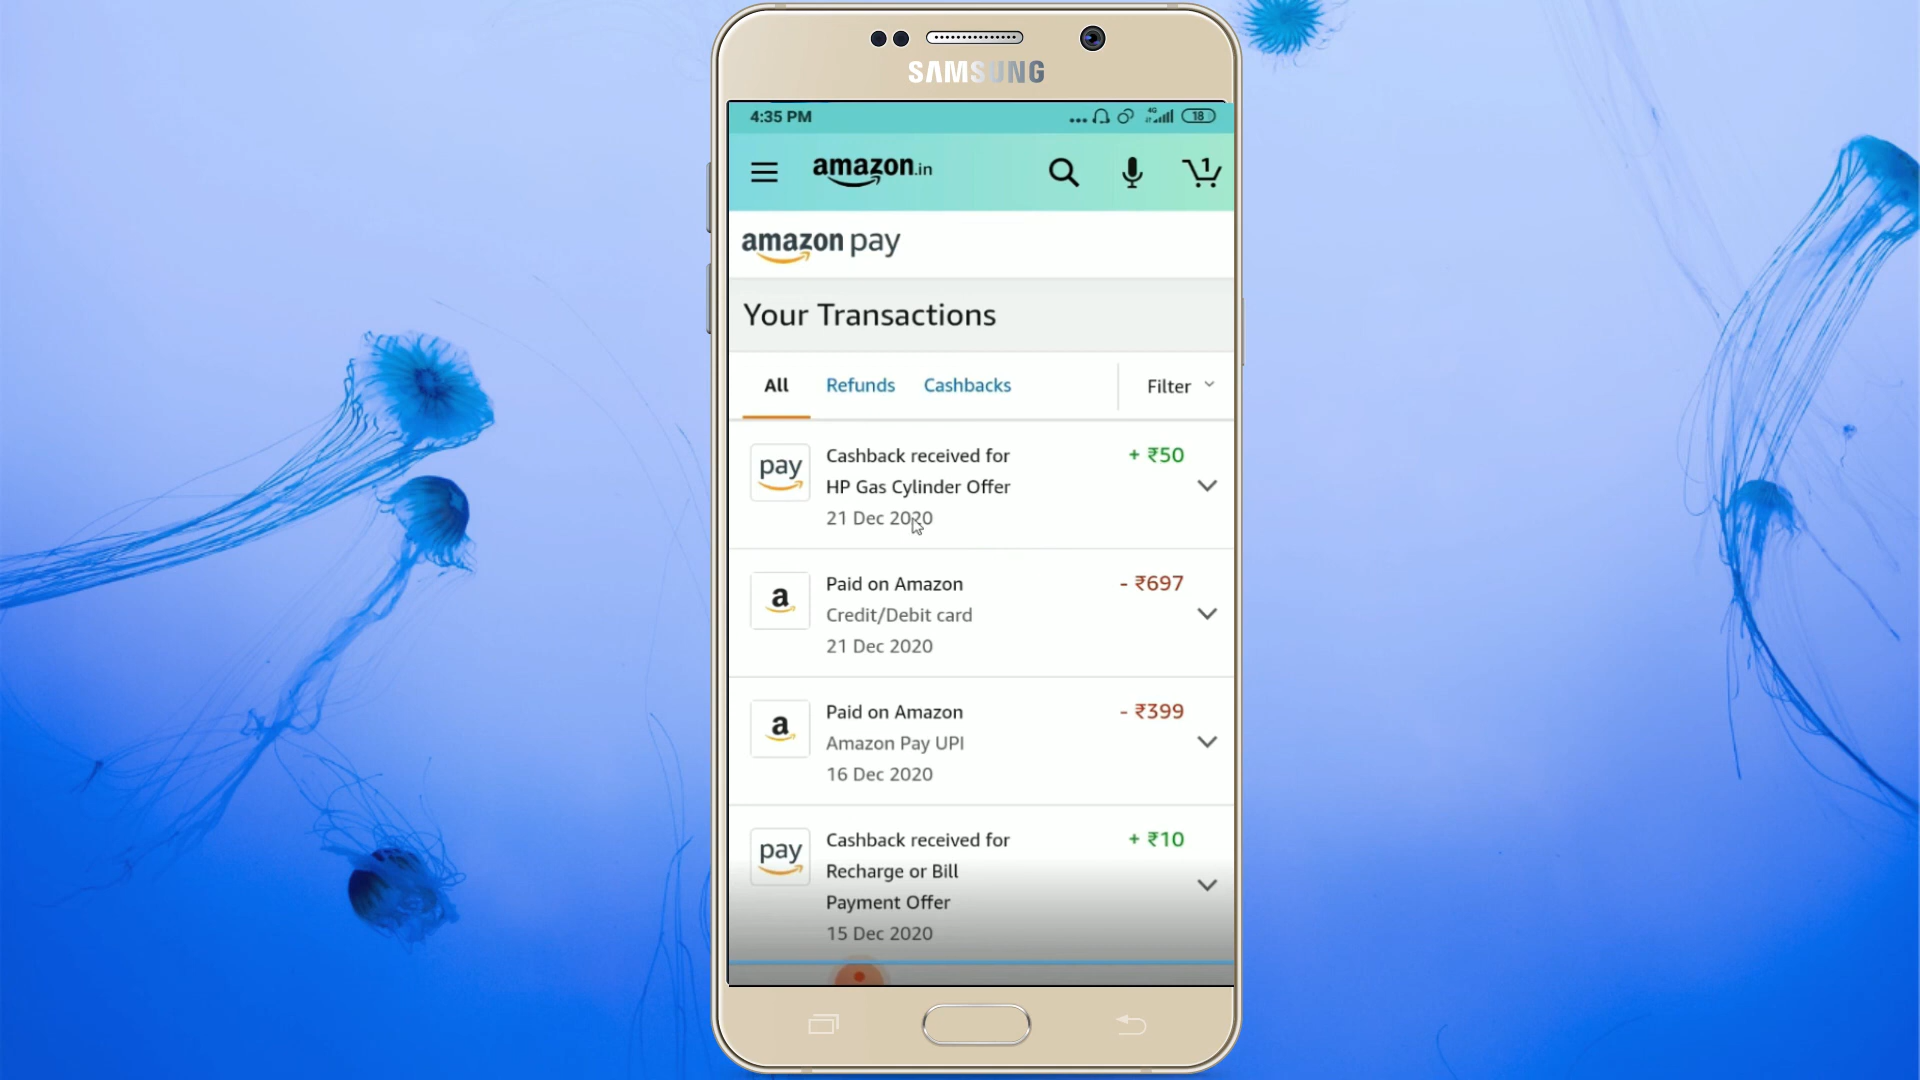 SAMSUNG
4:35 PM
4G
18
amazon.in
1
amazon pay
Your Transactions
All Refunds Cashbacks Filter
pay
Cashback received for + ₹50
HP Gas Cylinder Offer
21 Dec 2020
a
Paid on Amazon - ₹697
Credit/Debit card
21 Dec 2020
a
Paid on Amazon - ₹399
Amazon Pay UPI
16 Dec 2020
pay
Cashback received for + ₹10
Recharge or Bill
Payment Offer
15 Dec 2020